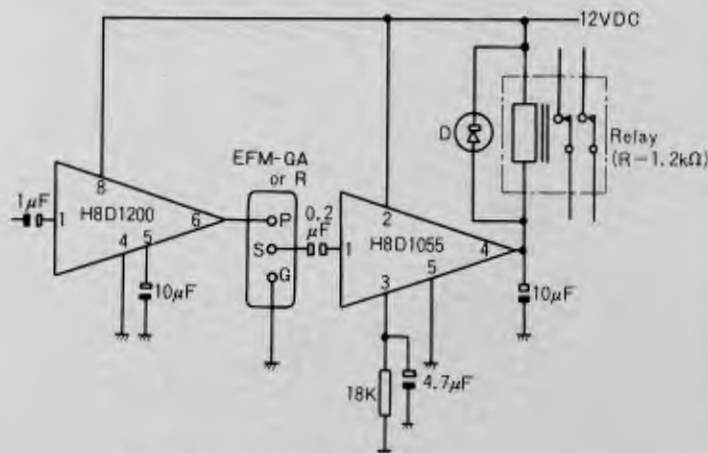 12VDC
D
Relay
(R=1.2kΩ)
EFM-GA
or R
1μF
1
8
H8D1200
6
4
5
10μF
P
S
G
0.2
μF
1
2
H8D1055
4
3
5
10μF
18K
4.7μF